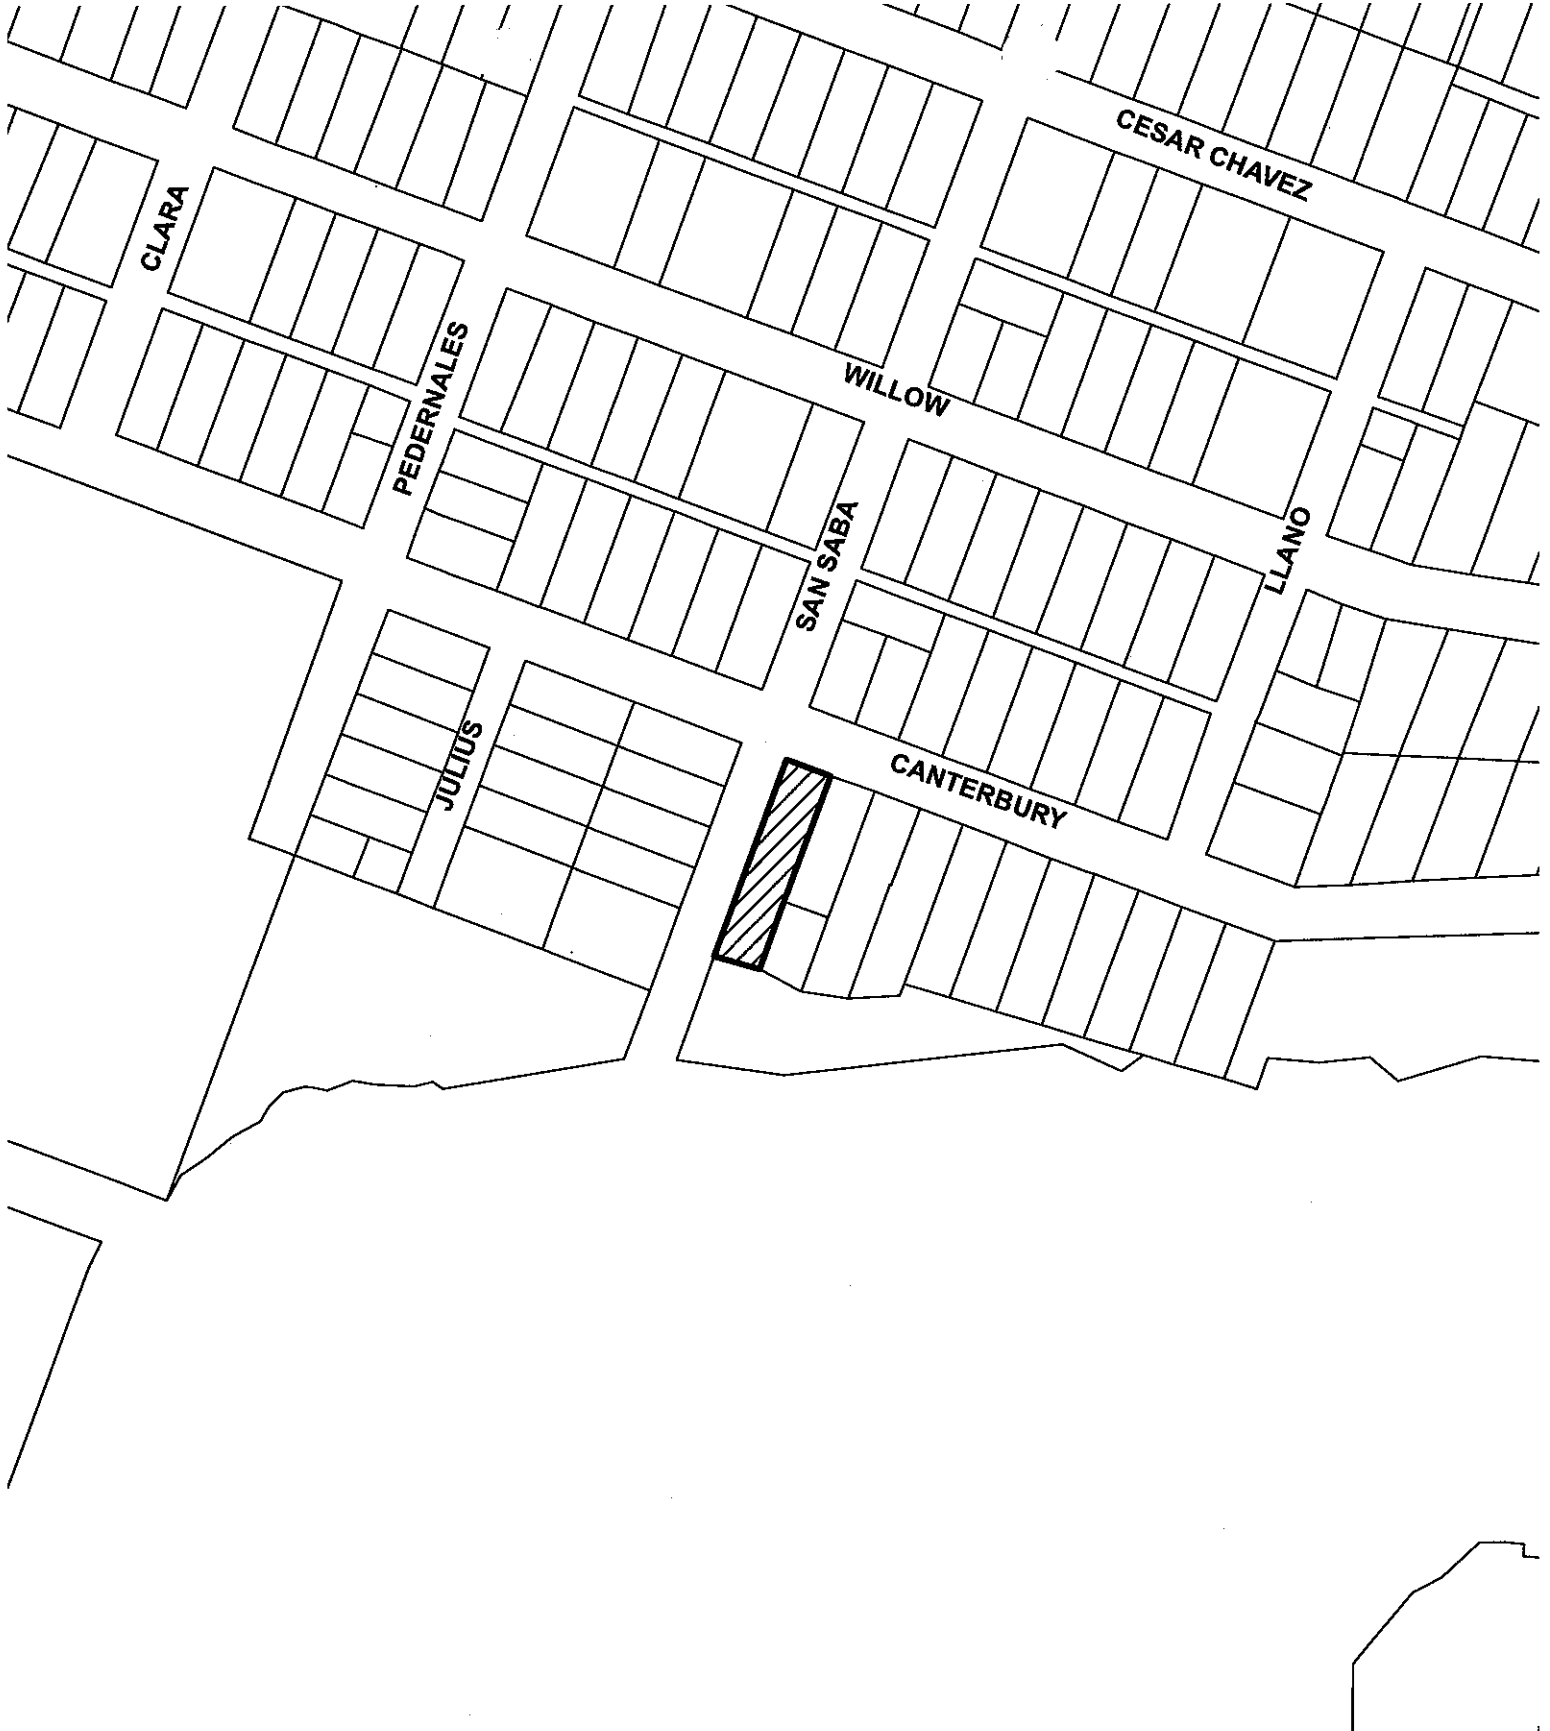 CESAR CHAVEZ
CLARA
PEDERNALES
WILLOW
SAN SABA
LLANO
JULIUS
CANTERBURY